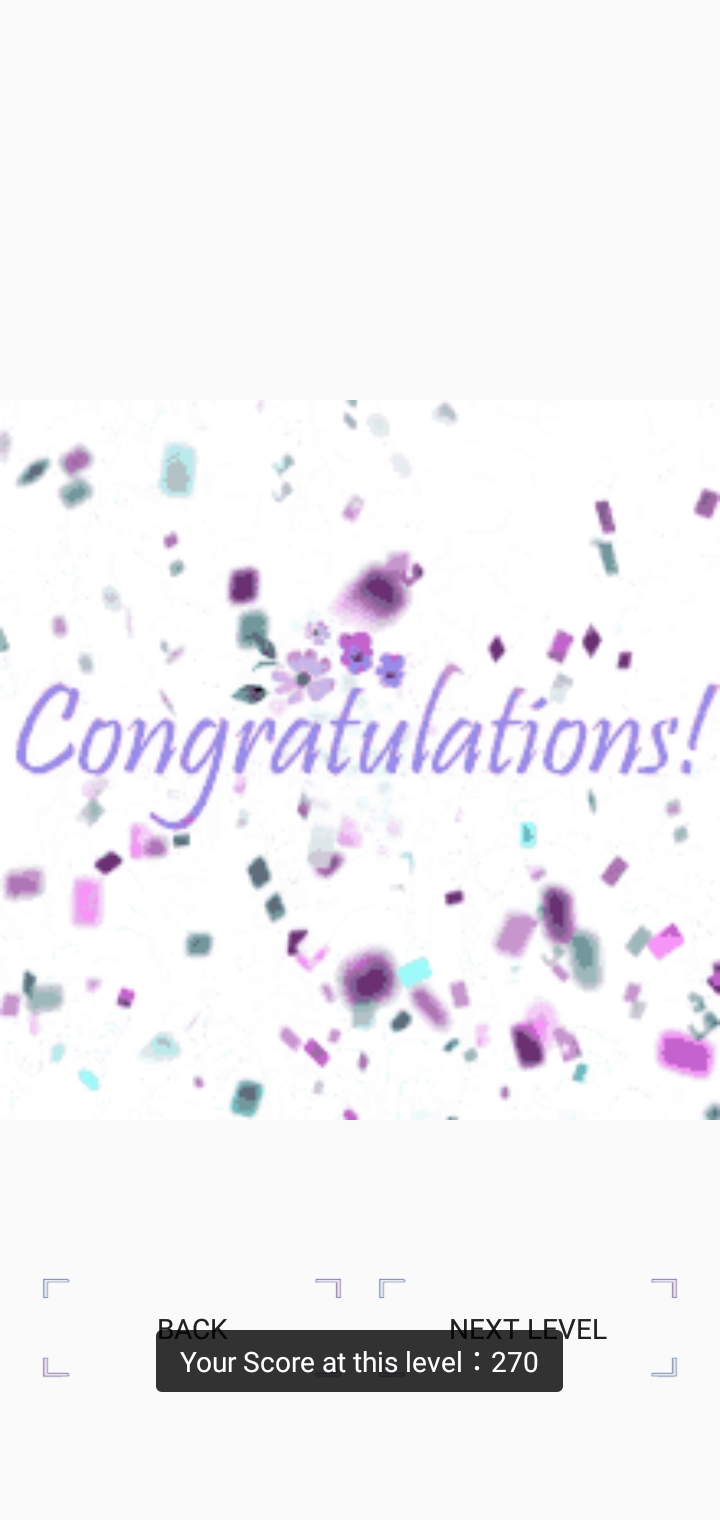 Congratulations!
BACK
NEXT LEVEL
Your Score at this level：270